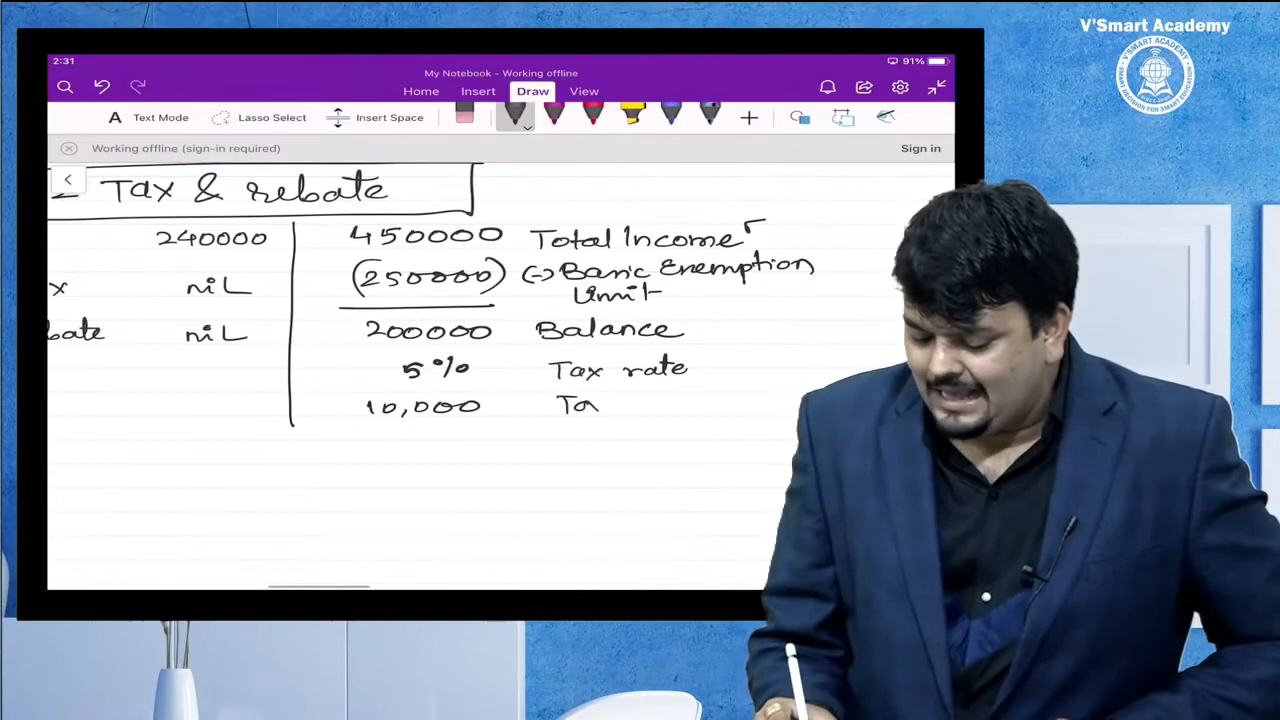 V'Smart Academy
2:31
91%
My Notebook - Working offline
Home Insert Draw View
Text Mode Lasso Select Insert Space
Working offline (sign-in required) Sign in
Tax & rebate
240000
x nil
bate nil
450000 Total Income
(250000) (-) Basic Exemption
Limit
200000 Balance
5% Tax rate
10,000 Ta